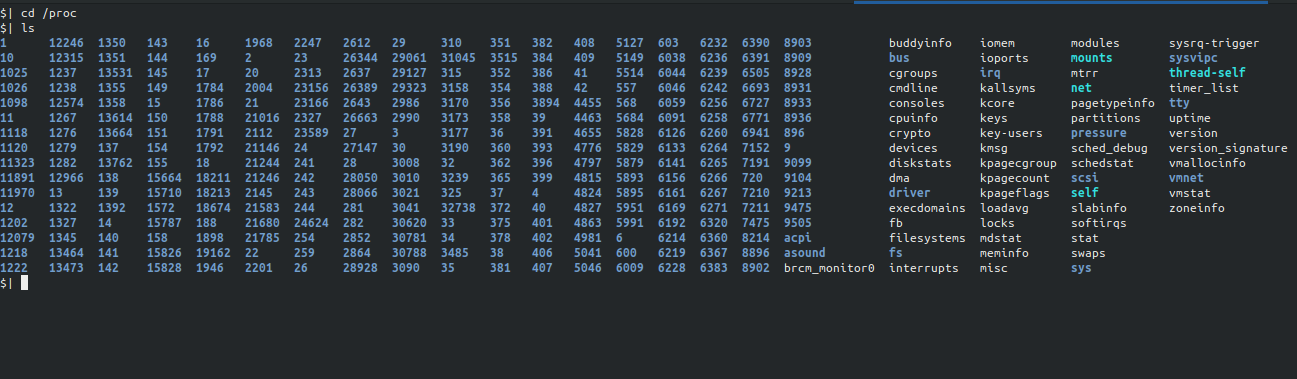 $| cd /proc
$| ls
1 12246 1350 143 16 1968 2247 2612 29 310 351 382 408 5127 603 6232 6390 8903 buddyinfo iomem modules sysrq-trigger
10 12315 1351 144 169 2 23 26344 29061 31045 3515 384 409 5149 6038 6236 6391 8909 bus ioports mounts sysvipc
1025 1237 13531 145 17 20 2313 2637 29127 315 352 386 41 5514 6044 6239 6505 8928 cgroups irq mtrr thread-self
1026 1238 1355 149 1784 2004 23156 26389 29323 3158 354 388 42 557 6046 6242 6693 8931 cmdline kallsyms net timer_list
1098 12574 1358 15 1786 21 23166 2643 2986 3170 356 3894 4455 568 6059 6256 6727 8933 consoles kcore pagetypeinfo tty
11 1267 13614 150 1788 21016 2327 26663 2990 3173 358 39 4463 5684 6091 6258 6771 8936 cpuinfo keys partitions uptime
1118 1276 13664 151 1791 2112 23589 27 3 3177 36 391 4655 5828 6126 6260 6941 896 crypto key-users pressure version
1120 1279 137 154 1792 21146 24 27147 30 3190 360 393 4776 5829 6133 6264 7152 9 devices kmsg sched_debug version_signature
11323 1282 13762 155 18 21244 241 28 3008 32 362 396 4797 5879 6141 6265 7191 9099 diskstats kpagecgroup schedstat vmallocinfo
11891 12966 138 15664 18211 21246 242 28050 3010 3239 365 399 4815 5893 6156 6266 720 9104 dma kpagecount scsi vmnet
11970 13 139 15710 18213 2145 243 28066 3021 325 37 4 4824 5895 6161 6267 7210 9213 driver kpageflags self vmstat
12 1322 1392 1572 18674 21583 244 281 3041 32738 372 40 4827 5951 6169 6271 7211 9475 execdomains loadavg slabinfo zoneinfo
1202 1327 14 15787 188 21680 24624 282 30620 33 375 401 4863 5991 6192 6320 7475 9505 fb locks softirqs
12079 1345 140 158 1898 21785 254 2852 30781 34 378 402 4981 6 6214 6360 8214 acpi filesystems mdstat stat
1218 13464 141 15826 19162 22 259 2864 30788 3485 38 406 5041 600 6219 6367 8896 asound fs meminfo swaps
1222 13473 142 15828 1946 2201 26 28928 3090 35 381 407 5046 6009 6228 6383 8902 brcm_monitor0 interrupts misc sys
$|